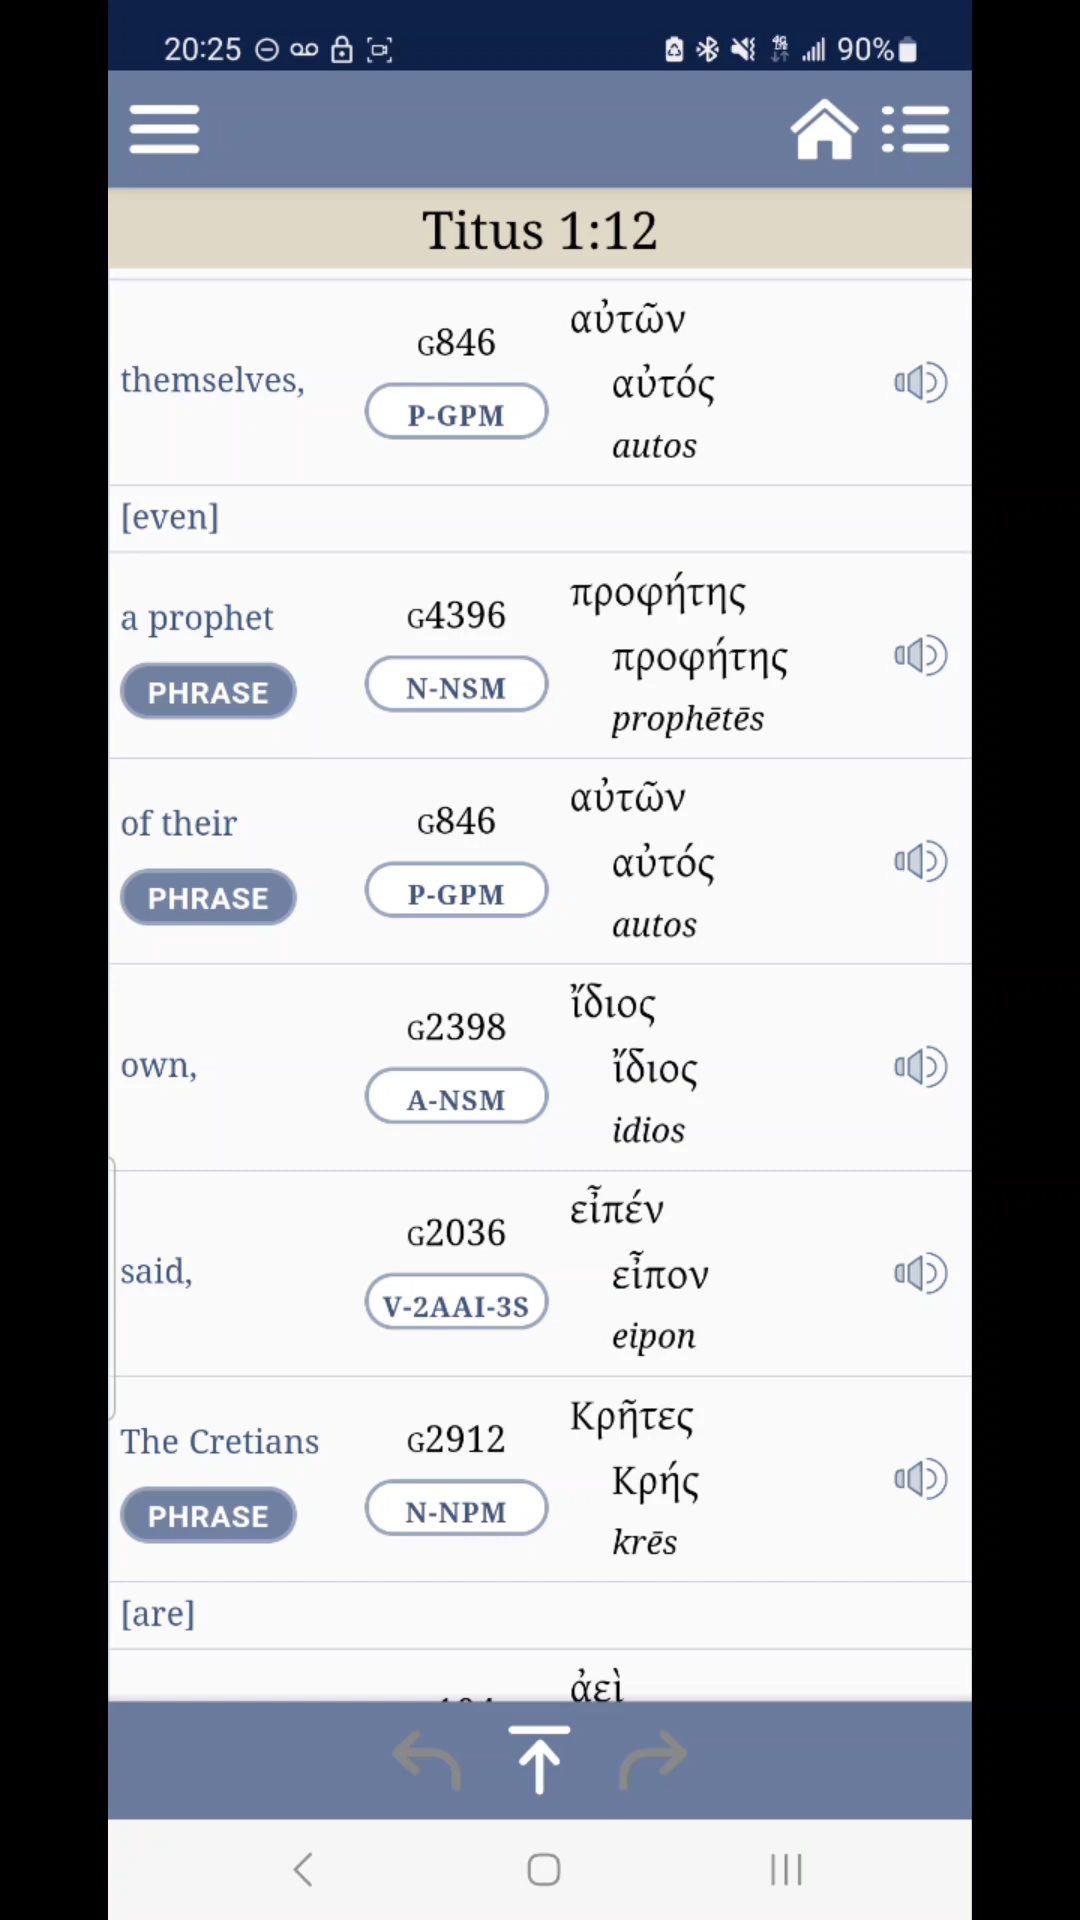 20:25 90%
Titus 1:12
themselves, G846 αὐτῶν
P-GPM αὐτός
autos
[even]
a prophet G4396 προφήτης
PHRASE N-NSM προφήτης
prophētēs
of their G846 αὐτῶν
PHRASE P-GPM αὐτός
autos
own, G2398 ἴδιος
A-NSM ἴδιος
idios
said, G2036 εἶπέν
V-2AAI-3S εἶπον
eipon
The Cretians G2912 Κρῆτες
PHRASE N-NPM Κρής
krēs
[are]
ἀεὶ